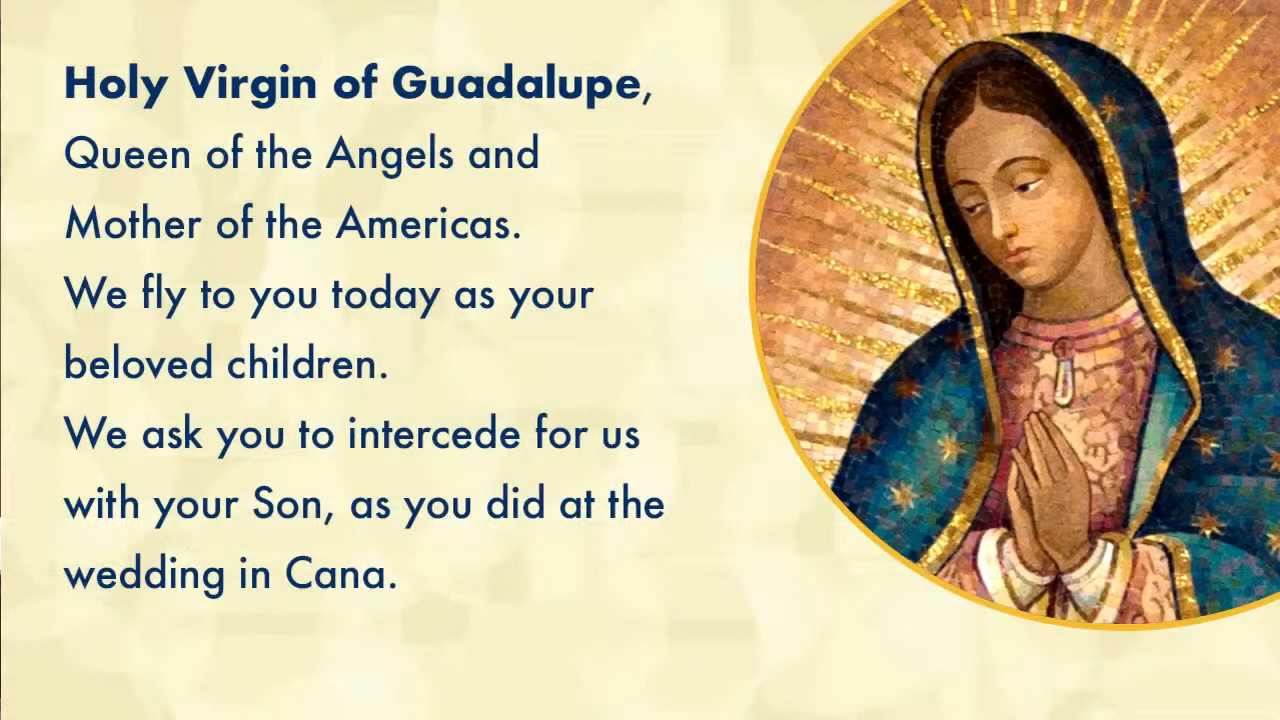 Holy Virgin of Guadalupe,
Queen of the Angels and
Mother of the Americas.
We fly to you today as your
beloved children.
We ask you to intercede for us
with your Son, as you did at the
wedding in Cana.